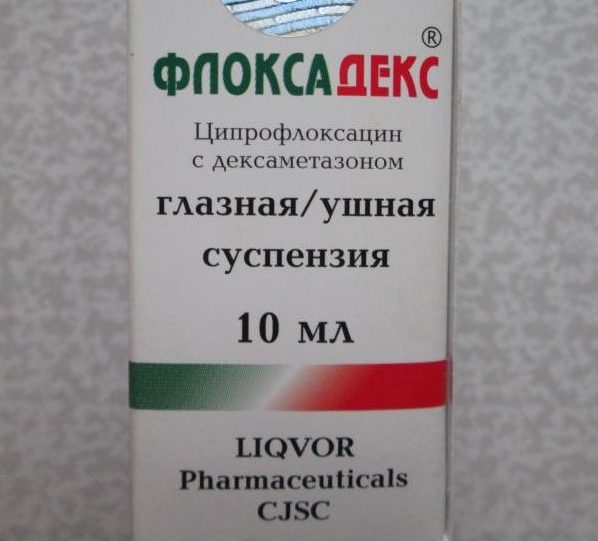 ФЛОКСАДЕКС®
Ципрофлоксацин
с дексаметазоном
глазная/ушная
суспензия
10 мл
LIQVOR
Pharmaceuticals
CJSC